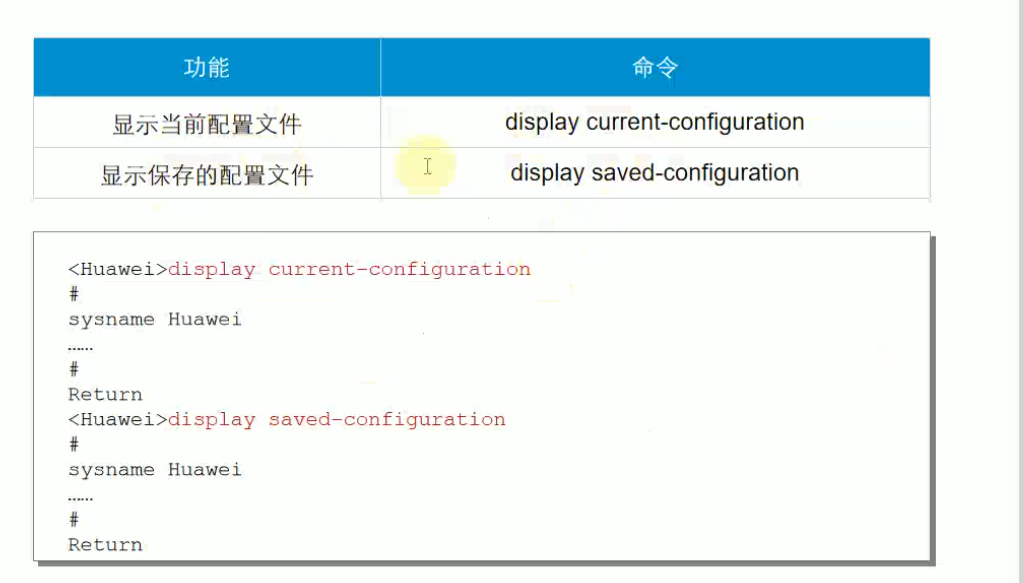 功能 命令
显示当前配置文件 display current-configuration
显示保存的配置文件 display saved-configuration
<Huawei>display current-configuration
#
sysname Huawei
……
#
Return
<Huawei>display saved-configuration
#
sysname Huawei
……
#
Return